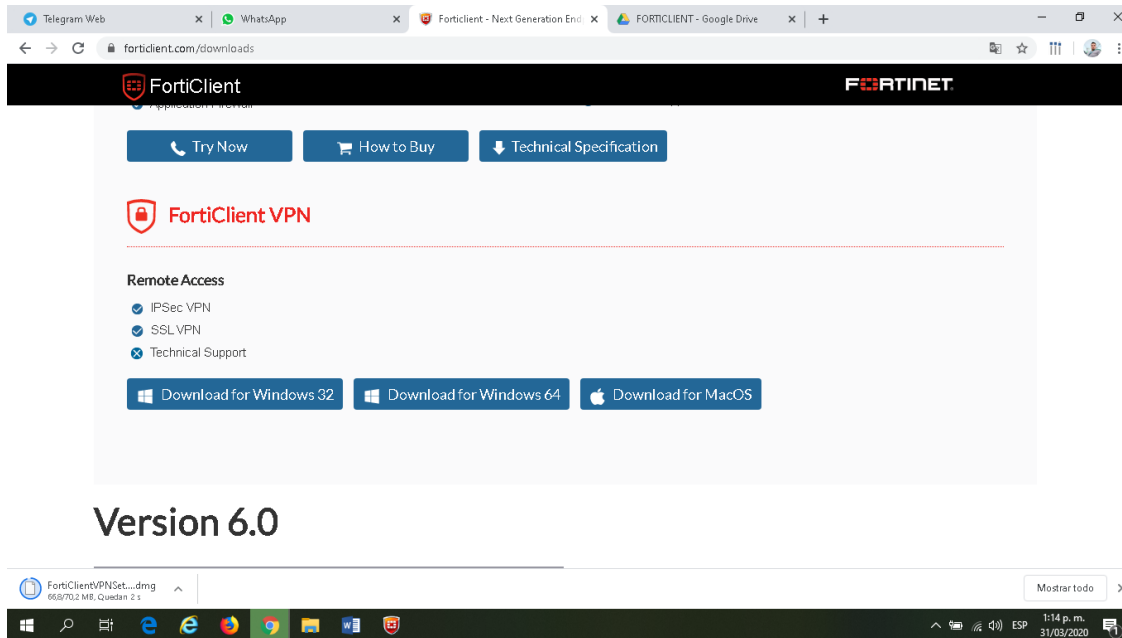 Telegram Web
WhatsApp
Forticlient - Next Generation End
FORTICLIENT - Google Drive
forticlient.com/downloads
FortiClient
FORTINET
Application Firewall
Try Now
How to Buy
Technical Specification
FortiClient VPN
Remote Access
IPSec VPN
SSL VPN
Technical Support
Download for Windows 32
Download for Windows 64
Download for MacOS
Version 6.0
FortiClientVPNSet....dmg
66,8/70,2 MB, Quedan 2 s
Mostrar todo
ESP
1:14 p. m.
31/03/2020